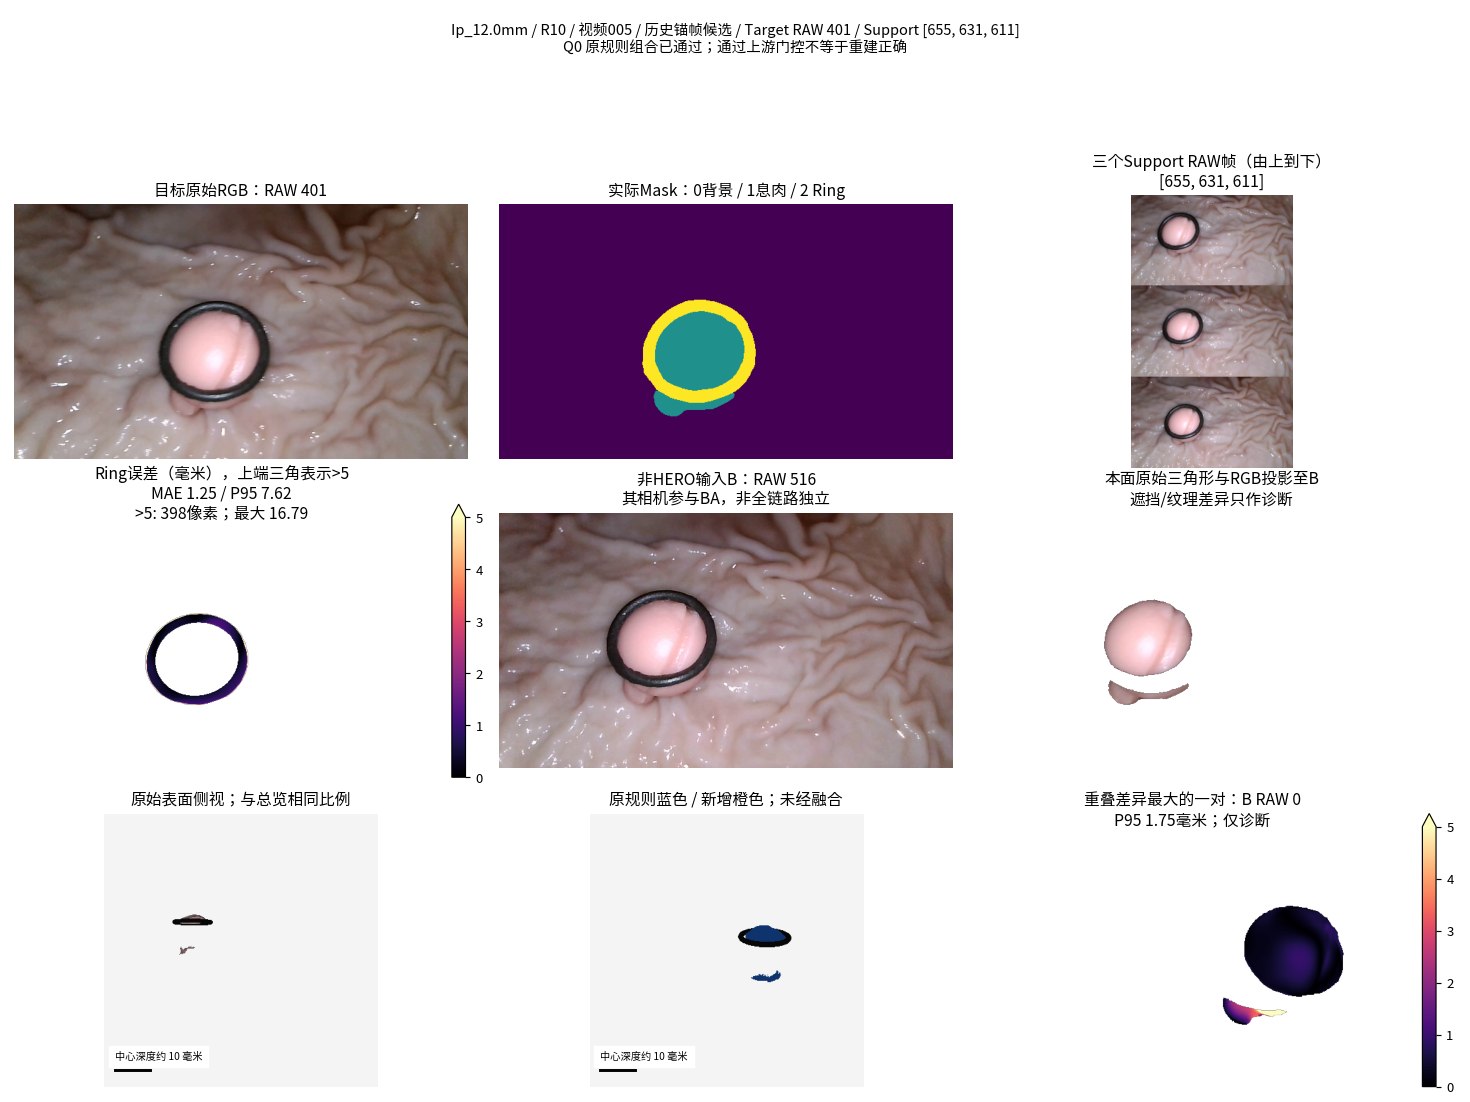 Ip_12.0mm / R10 / 视频005 / 历史锚帧候选 / Target RAW 401 / Support [655, 631, 611]
Q0 原规则组合已通过；通过上游门控不等于重建正确
目标原始RGB：RAW 401
实际Mask：0背景 / 1息肉 / 2 Ring
三个Support RAW帧（由上到下）
[655, 631, 611]
Ring误差（毫米），上端三角表示>5
MAE 1.25 / P95 7.62
>5: 398像素；最大 16.79
5
4
3
2
1
0
非HERO输入B：RAW 516
其相机参与BA，非全链路独立
本面原始三角形与RGB投影至B
遮挡/纹理差异只作诊断
原始表面侧视；与总览相同比例
中心深度约 10 毫米
原规则蓝色 / 新增橙色；未经融合
中心深度约 10 毫米
重叠差异最大的一对：B RAW 0
P95 1.75毫米；仅诊断
5
4
3
2
1
0